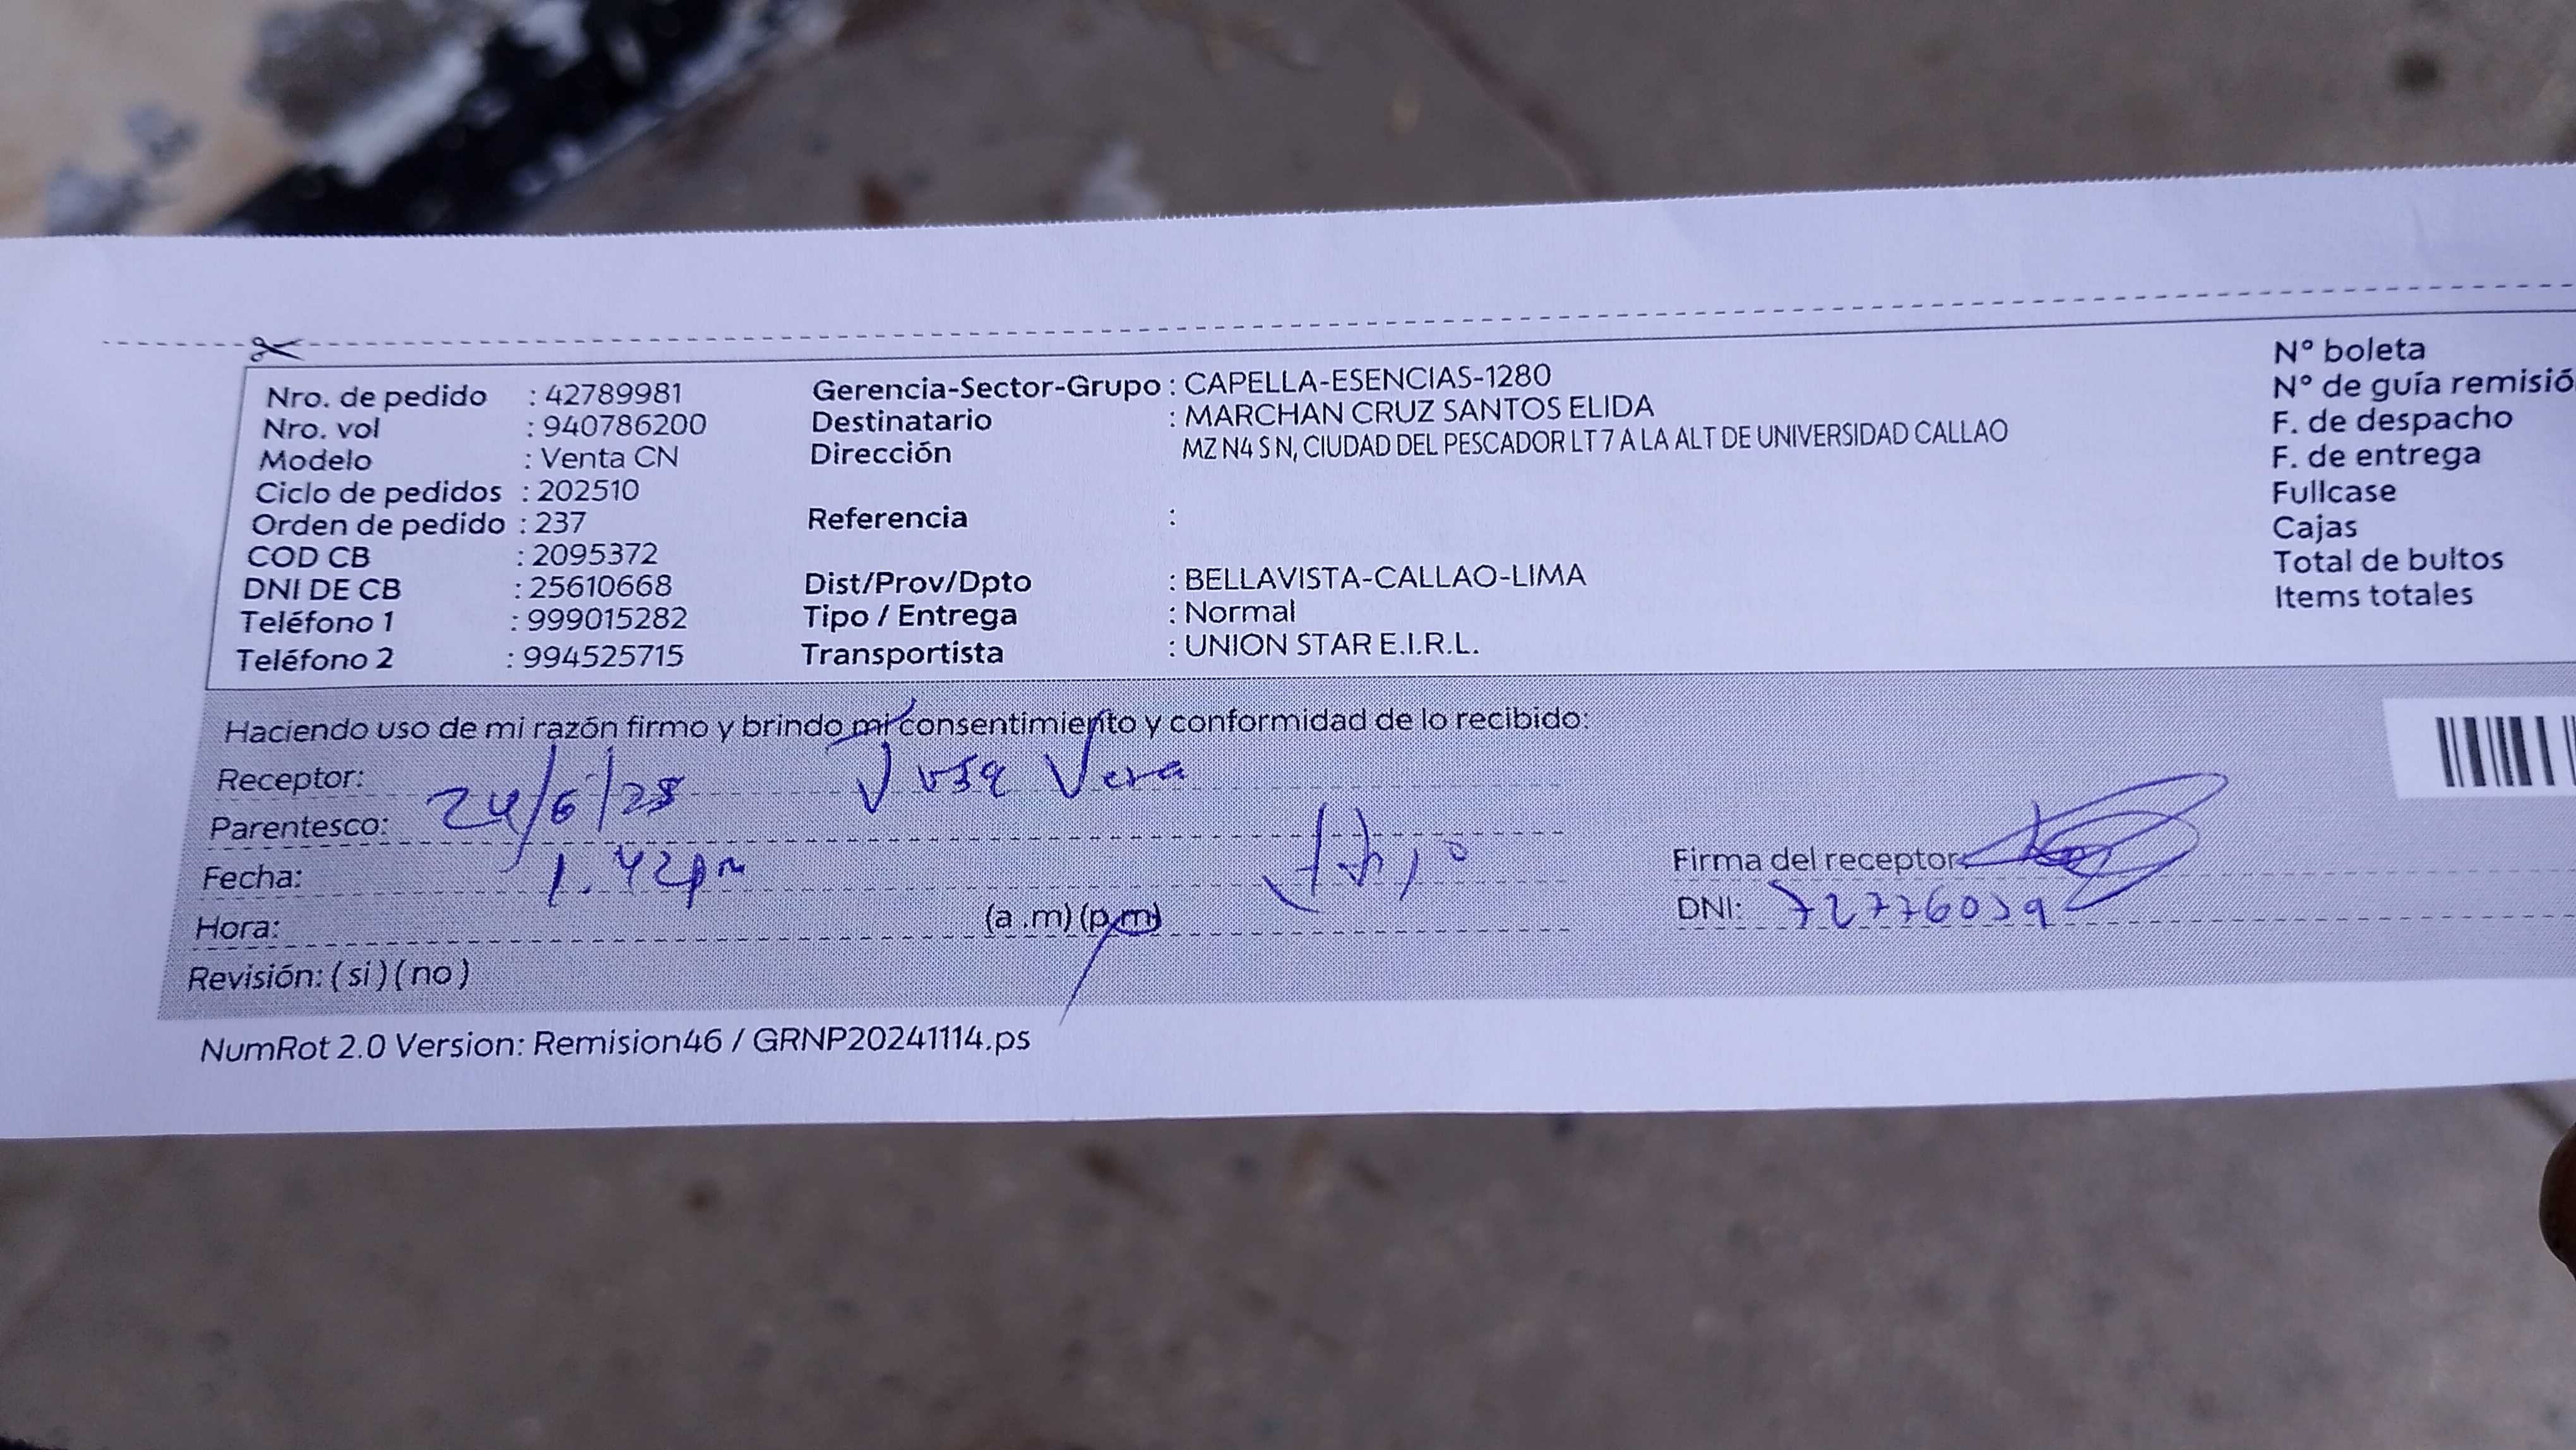 Nro. de pedido : 42789981 Gerencia-Sector-Grupo : CAPELLA-ESENCIAS-1280 N° boleta
Nro. vol : 940786200 Destinatario : MARCHAN CRUZ SANTOS ELIDA N° de guía remisió
Modelo : Venta CN Dirección MZ N4 S N, CIUDAD DEL PESCADOR LT 7 A LA ALT DE UNIVERSIDAD CALLAO F. de despacho
Ciclo de pedidos : 202510 F. de entrega
Orden de pedido : 237 Referencia : Fullcase
COD CB : 2095372 Cajas
DNI DE CB : 25610668 Dist/Prov/Dpto : BELLAVISTA-CALLAO-LIMA Total de bultos
Teléfono 1 : 999015282 Tipo / Entrega : Normal Items totales
Teléfono 2 : 994525715 Transportista : UNION STAR E.I.R.L.
Haciendo uso de mi razón firmo y brindo mi consentimiento y conformidad de lo recibido:
Receptor: Vera
Parentesco: 24/6/25
Fecha: 1.42pm Firma del receptor
Hora: (a .m) (p.m) DNI: 72776039
Revisión: ( si ) ( no )
NumRot 2.0 Version: Remision46 / GRNP20241114.ps